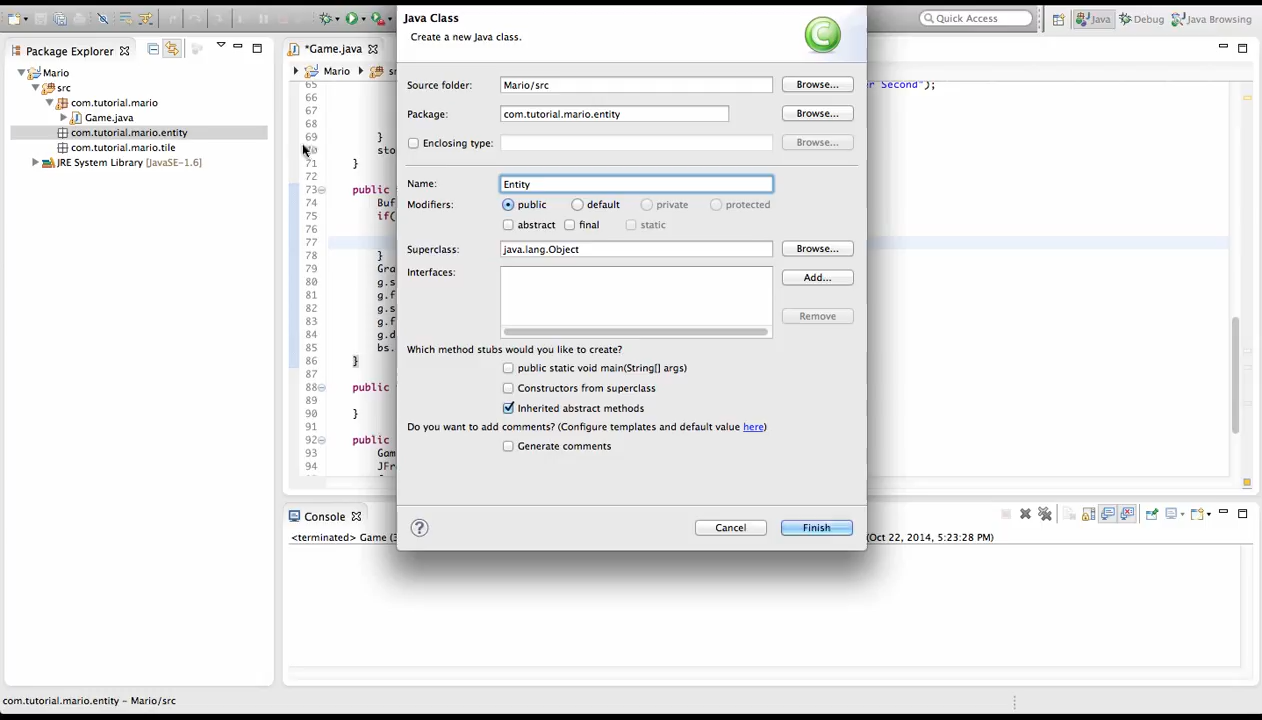 Java Class
Create a new Java class.
Quick Access
Java
Debug
Java Browsing
Package Explorer
*Game.java
Mario
src
com.tutorial.mario
Game.java
com.tutorial.mario.entity
com.tutorial.mario.tile
JRE System Library [JavaSE-1.6]
Mario
65
er Second");
66
67
68
69 }
70 sto
71 }
72
73 public
74 Buf
75 if(
76
77
78 }
79 Gra
80 g.s
81 g.f
82 g.s
83 g.f
84 g.d
85 bs.
86 }
87
88 public
89
90 }
91
92 public
93 Gam
94 JFr
Source folder: Mario/src Browse...
Package: com.tutorial.mario.entity Browse...
Enclosing type: Browse...
Name: Entity
Modifiers: public default private protected
abstract final static
Superclass: java.lang.Object Browse...
Interfaces: Add...
Remove
Which method stubs would you like to create?
public static void main(String[] args)
Constructors from superclass
Inherited abstract methods
Do you want to add comments? (Configure templates and default value here)
Generate comments
? Cancel Finish
Console
<terminated> Game (
(Oct 22, 2014, 5:23:28 PM)
com.tutorial.mario.entity – Mario/src